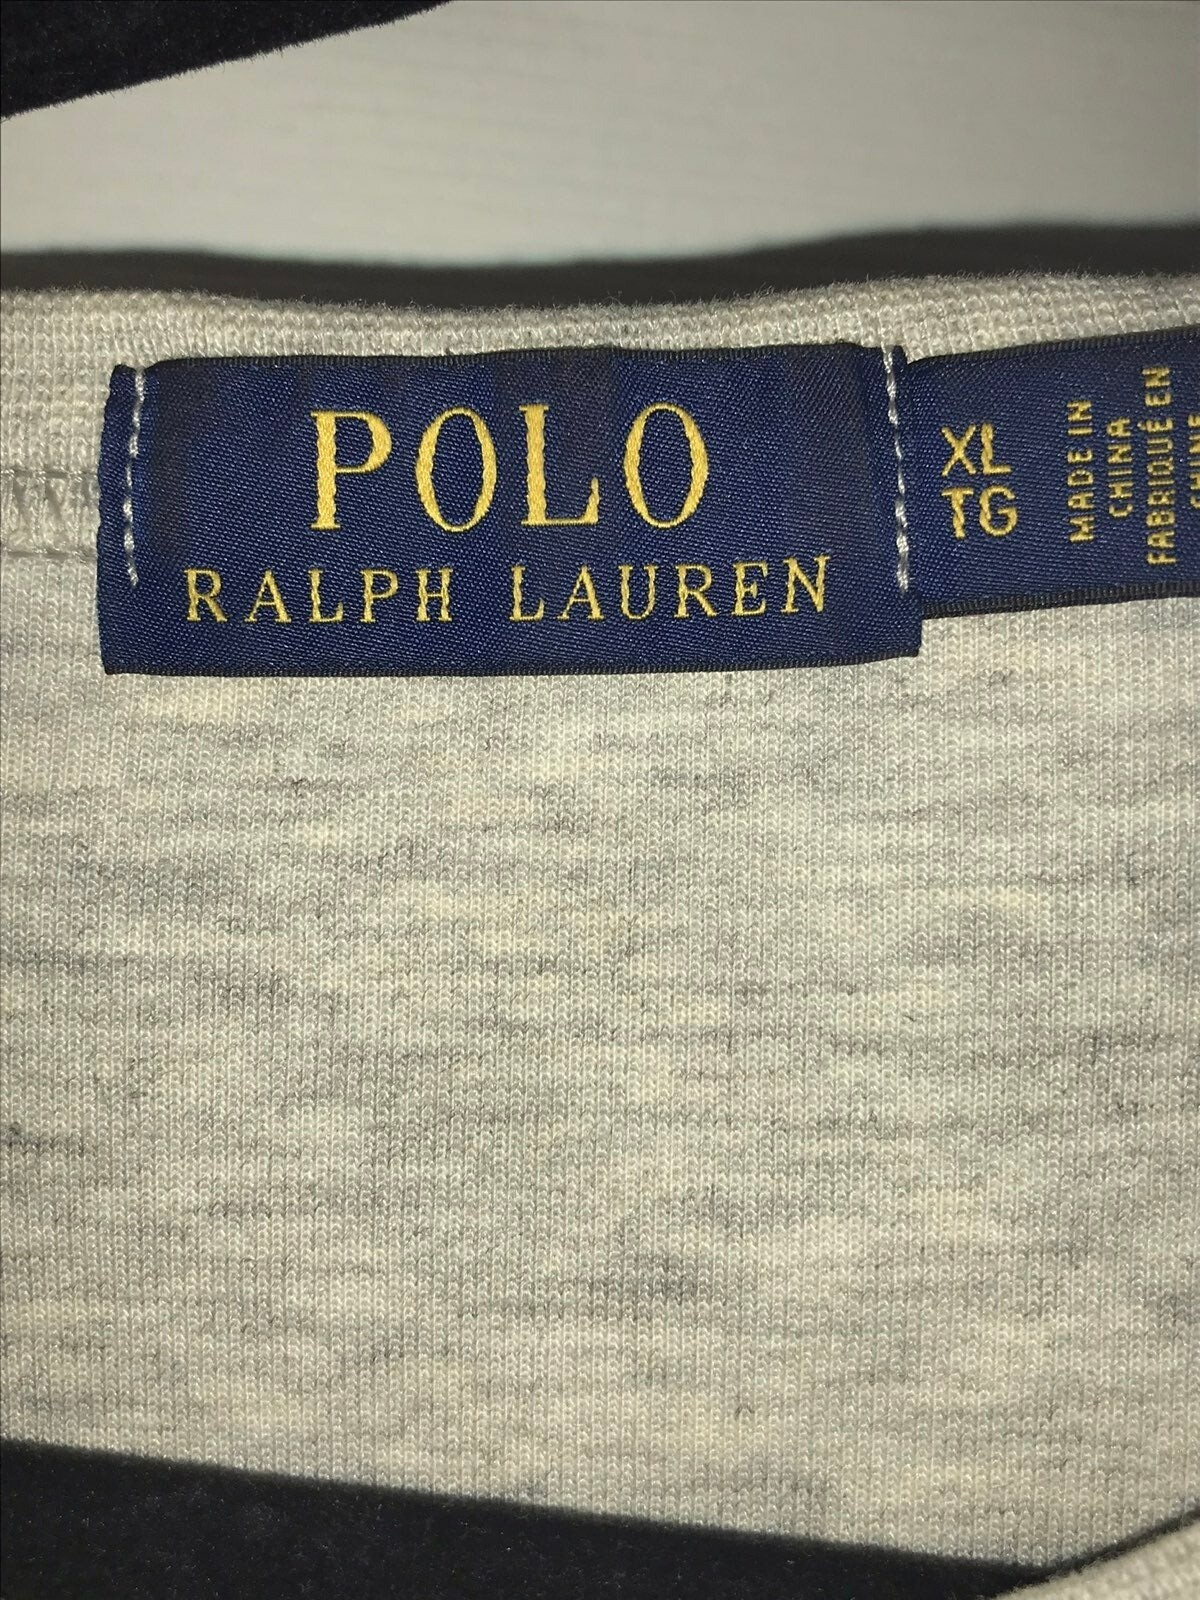 POLO
RALPH LAUREN
XL
TG
MADE IN
CHINA
FABRIQUÉ EN